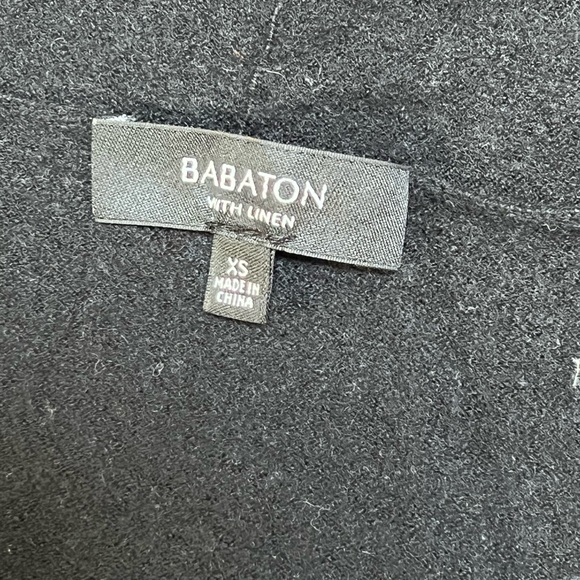 BABATON
WITH LINEN
XS
MADE IN
CHINA